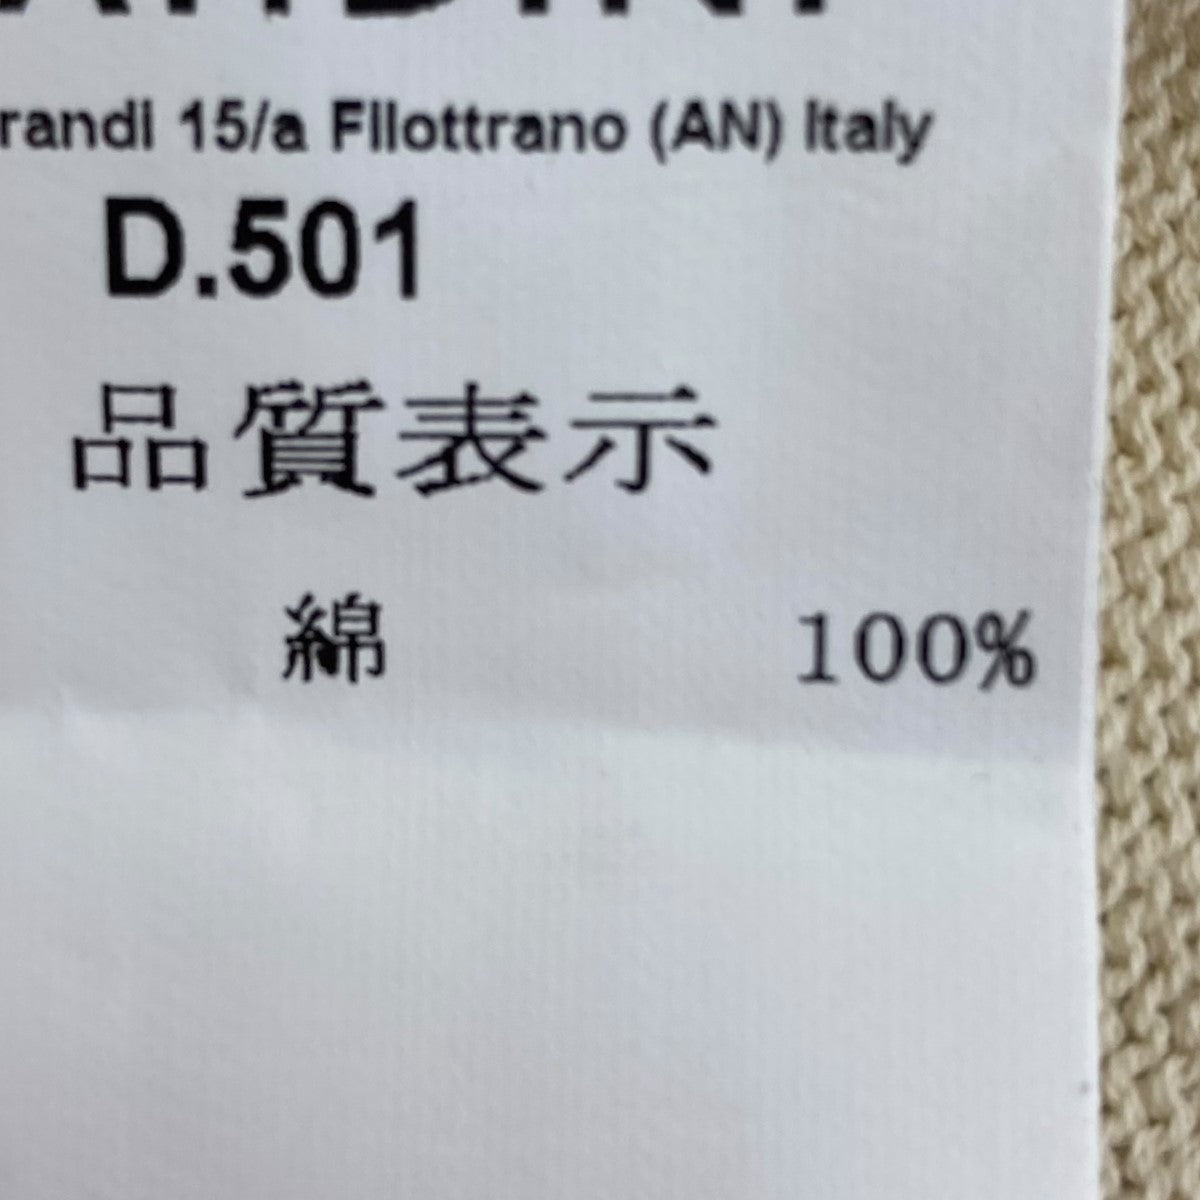 randi 15/a Filottrano (AN) Italy
D.501
品質表示
綿 100%